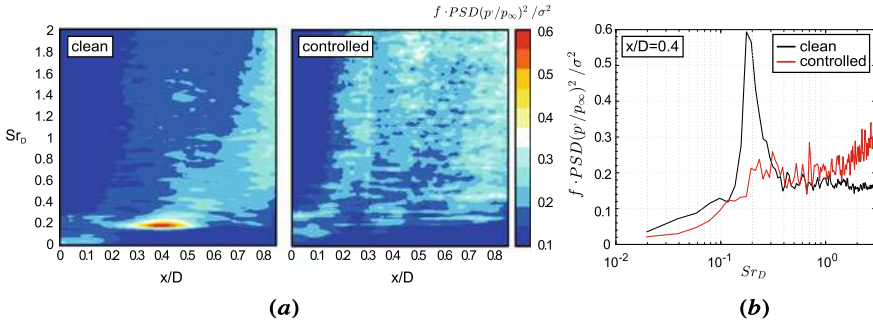 f · PSD(p'/p∞)² /σ²
clean
controlled
Sr_D
2
1.8
1.6
1.4
1.2
1
0.8
0.6
0.4
0.2
0
0 0.1 0.2 0.3 0.4 0.5 0.6 0.7 0.8
x/D
0 0.1 0.2 0.3 0.4 0.5 0.6 0.7 0.8
x/D
0.6
0.5
0.4
0.3
0.2
0.1
(a)
f · PSD(p'/p∞)² /σ²
0.6
0.5
0.4
0.3
0.2
0.1
0
x/D=0.4
clean
controlled
10⁻² 10⁻¹ 10⁰
Sr_D
(b)